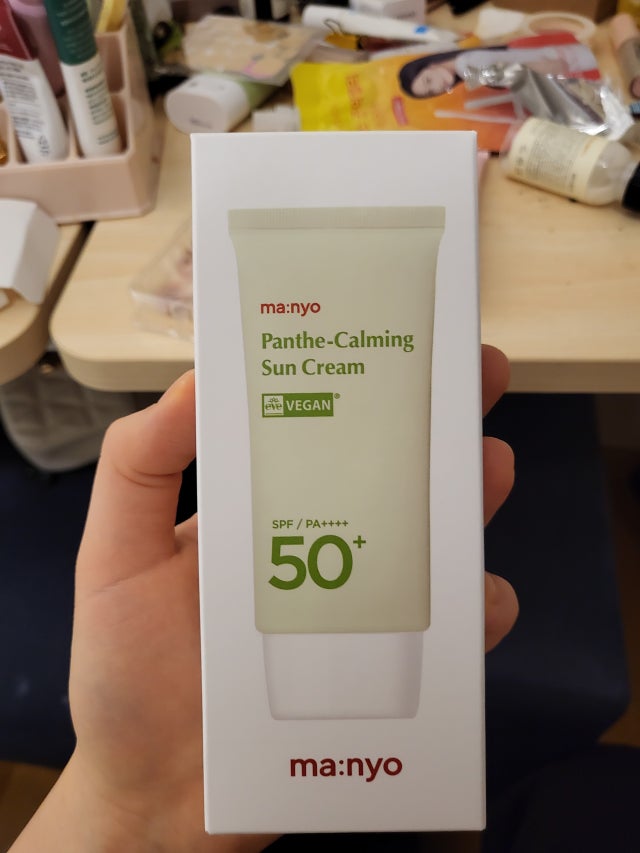 ma:nyo
Panthe-Calming
Sun Cream
eve VEGAN®
SPF / PA++++
50+
ma:nyo